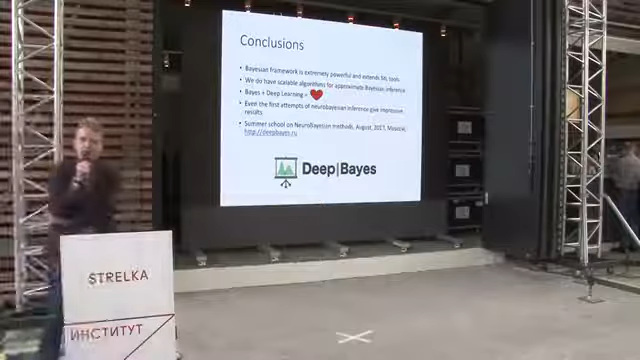 Conclusions
• Bayesian framework is extremely powerful and extends ML tools
• We do have scalable algorithms for approximate Bayesian inference
• Bayes + Deep Learning = ❤
• Even the first attempts of neurobayesian inference give impressive
results
• Summer school on NeuroBayesian methods, August, 2017, Moscow,
http://deepbayes.ru
Deep|Bayes
STRELKA
ИНСТИТУТ